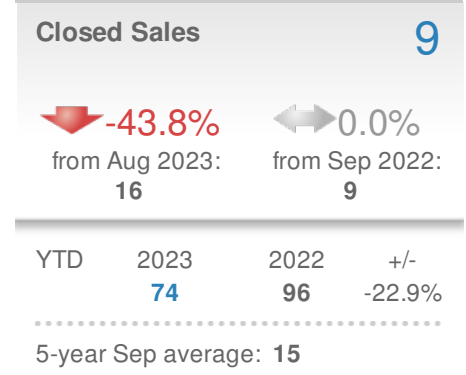 Closed Sales 9
-43.8% 0.0%
from Aug 2023: from Sep 2022:
16 9
YTD 2023 2022 +/-
74 96 -22.9%
5-year Sep average: 15